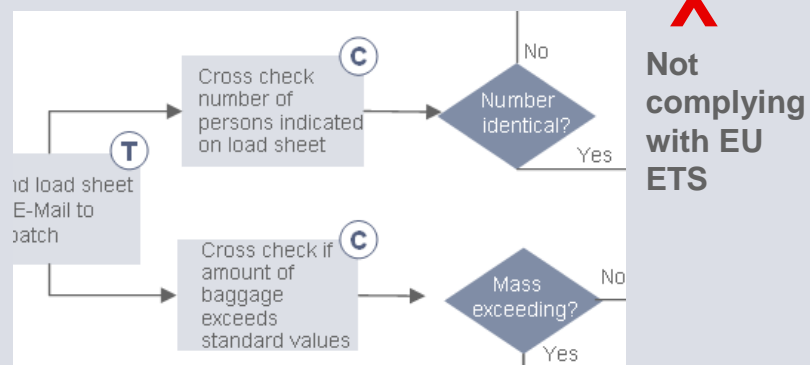 C
No
Cross check
number of
persons indicated
on load sheet
Number
identical?
Yes
T
load sheet
E-Mail to
C
Cross check if
amount of
baggage
exceeds
standard values
Mass
exceeding?
No
Yes
Not
complying
with EU
ETS